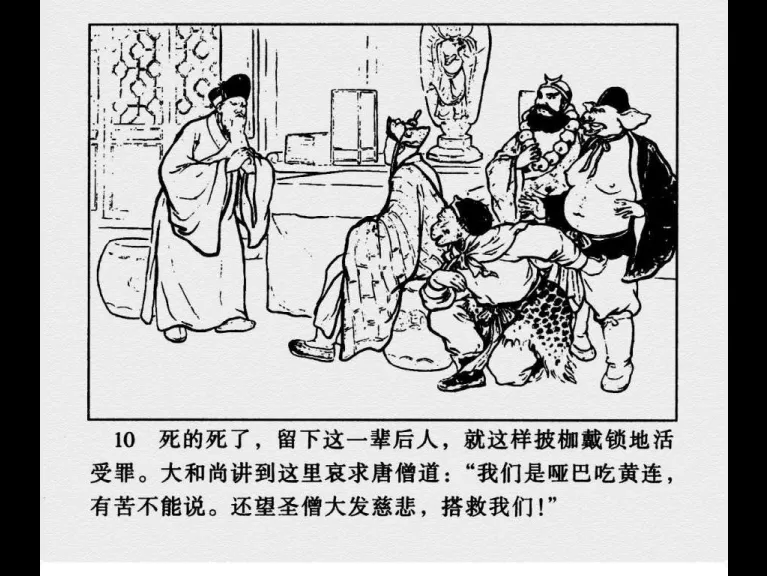 10 死的死了，留下这一辈后人，就这样披枷戴锁地活
受罪。大和尚讲到这里哀求唐僧道：“我们是哑巴吃黄连，
有苦不能说。还望圣僧大发慈悲，搭救我们！”